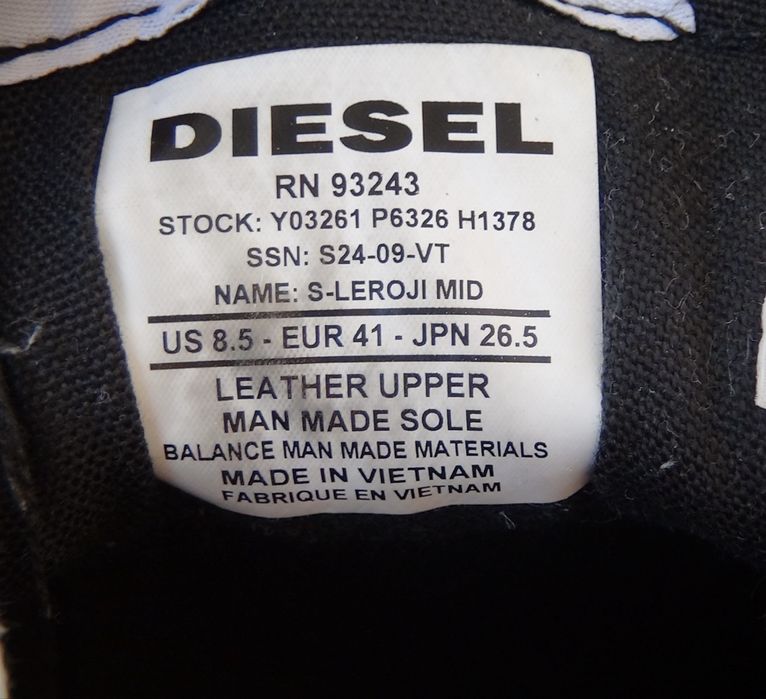 DIESEL
RN 93243
STOCK: Y03261 P6326 H1378
SSN: S24-09-VT
NAME: S-LEROJI MID
US 8.5 - EUR 41 - JPN 26.5
LEATHER UPPER
MAN MADE SOLE
BALANCE MAN MADE MATERIALS
MADE IN VIETNAM
FABRIQUE EN VIETNAM